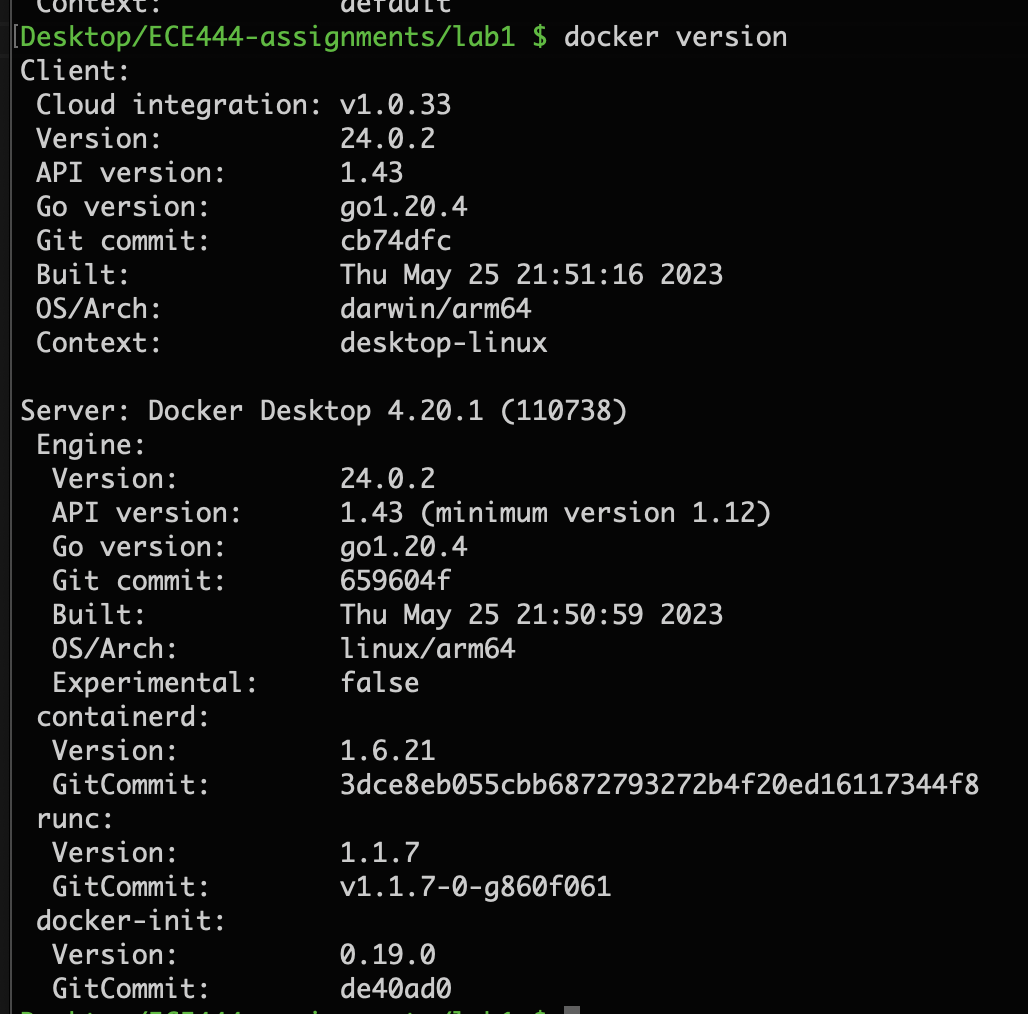 Context:            default
[Desktop/ECE444-assignments/lab1 $ docker version
Client:
 Cloud integration: v1.0.33
 Version:           24.0.2
 API version:       1.43
 Go version:        go1.20.4
 Git commit:        cb74dfc
 Built:             Thu May 25 21:51:16 2023
 OS/Arch:           darwin/arm64
 Context:           desktop-linux

Server: Docker Desktop 4.20.1 (110738)
 Engine:
  Version:          24.0.2
  API version:      1.43 (minimum version 1.12)
  Go version:       go1.20.4
  Git commit:       659604f
  Built:            Thu May 25 21:50:59 2023
  OS/Arch:          linux/arm64
  Experimental:     false
 containerd:
  Version:          1.6.21
  GitCommit:        3dce8eb055cbb6872793272b4f20ed16117344f8
 runc:
  Version:          1.1.7
  GitCommit:        v1.1.7-0-g860f061
 docker-init:
  Version:          0.19.0
  GitCommit:        de40ad0
Desktop/ECE444-assignments/lab1 $